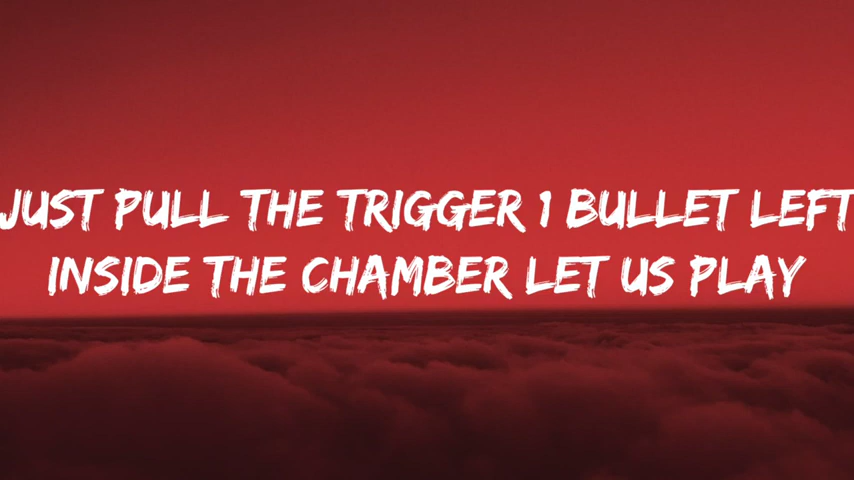 JUST PULL THE TRIGGER 1 BULLET LEFT
INSIDE THE CHAMBER LET US PLAY